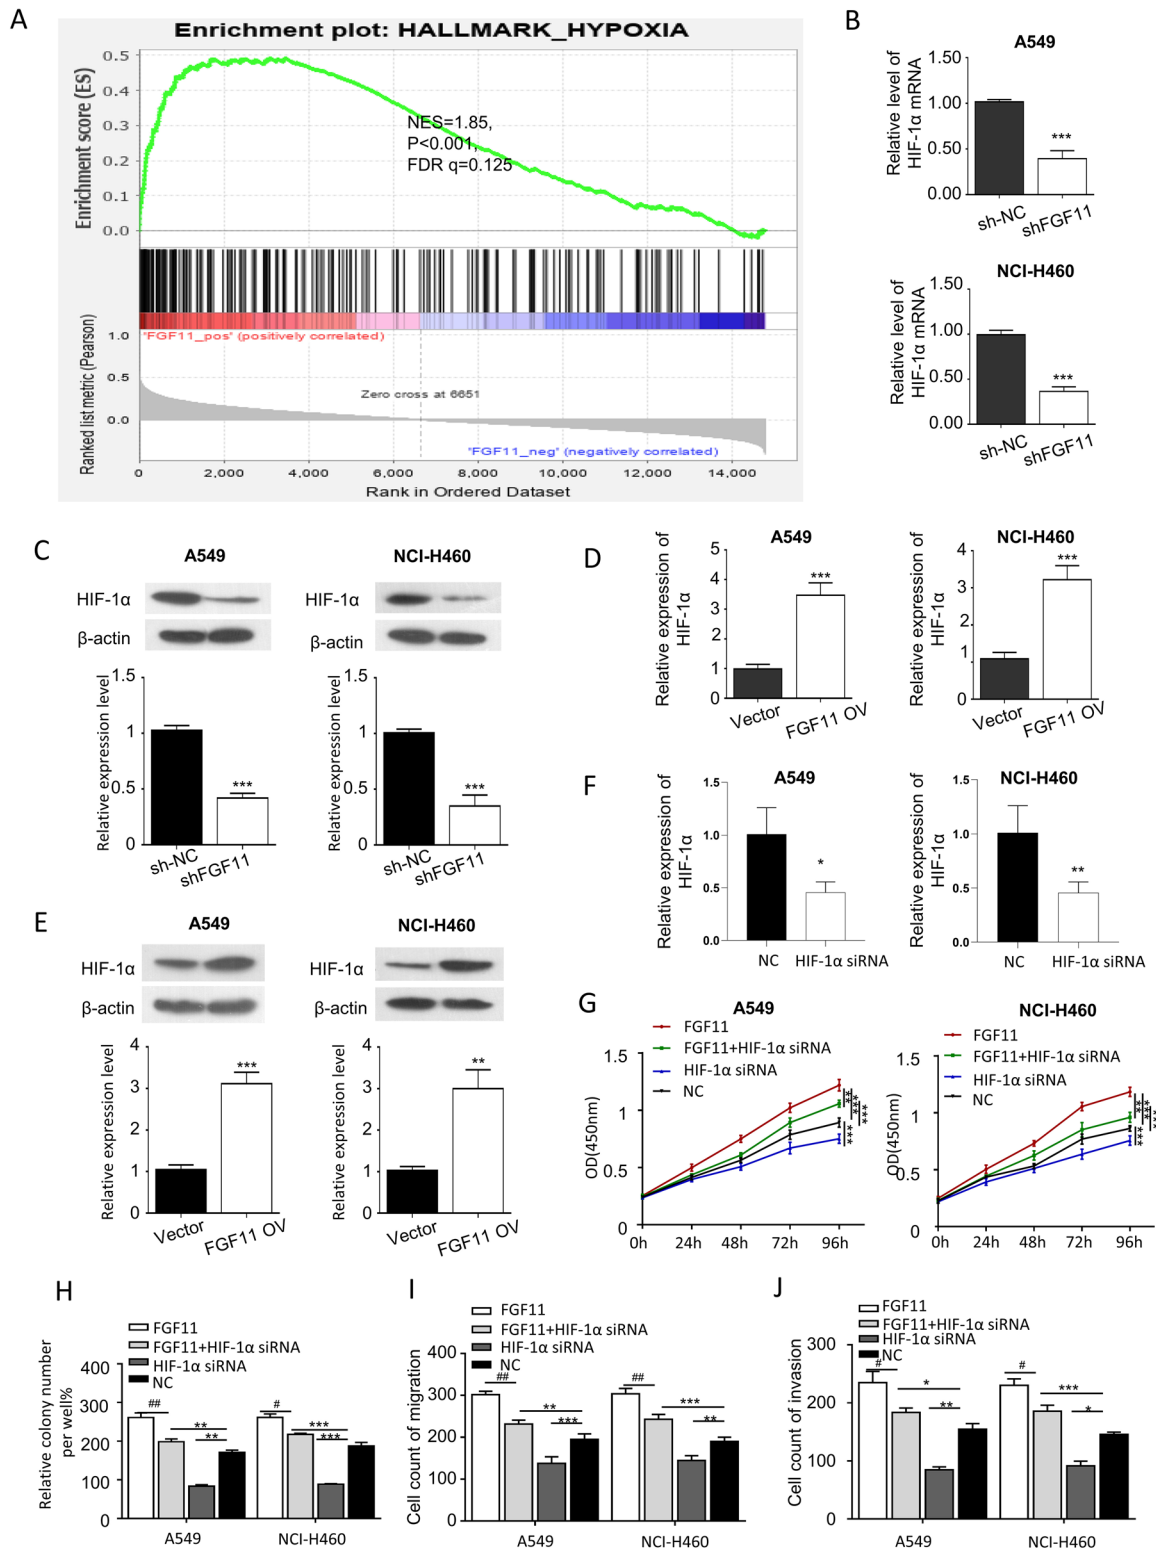 A
Enrichment plot: HALLMARK_HYPOXIA
Enrichment score (ES)
0.5
0.4
0.3
0.2
0.1
0.0
NES=1.85,
P<0.001,
FDR q=0.125
Ranked list metric (Pearson)
1.0
0.5
0.0
"FGF11_pos" (positively correlated)
Zero cross at 6651
"FGF11_neg" (negatively correlated)
0 2,000 4,000 6,000 8,000 10,000 12,000 14,000
Rank in Ordered Dataset
B
A549
Relative level of
HIF-1α mRNA
1.50
1.00
0.50
0.00
***
sh-NC shFGF11
NCI-H460
Relative level of
HIF-1α mRNA
1.50
1.00
0.50
0.00
***
sh-NC shFGF11
C
A549
HIF-1α
β-actin
Relative expression level
1.5
1
0.5
0
***
sh-NC shFGF11
NCI-H460
HIF-1α
β-actin
Relative expression level
1.5
1
0.5
0
***
sh-NC shFGF11
D
A549
Relative expression of
HIF-1α
5
4
3
2
1
0
***
Vector FGF11 OV
NCI-H460
Relative expression of
HIF-1α
4
3
2
1
0
***
Vector FGF11 OV
E
A549
HIF-1α
β-actin
Relative expression level
4
3
2
1
0
***
Vector FGF11 OV
NCI-H460
HIF-1α
β-actin
Relative expression level
4
3
2
1
0
**
Vector FGF11 OV
F
A549
Relative expression of
HIF-1α
1.5
1.0
0.5
0.0
*
NC HIF-1α siRNA
NCI-H460
Relative expression of
HIF-1α
1.5
1.0
0.5
0.0
**
NC HIF-1α siRNA
G
A549
FGF11
FGF11+HIF-1α siRNA
HIF-1α siRNA
NC
OD(450nm)
1.5
1
0.5
0
** *** *** ***
0h 24h 48h 72h 96h
NCI-H460
FGF11
FGF11+HIF-1α siRNA
HIF-1α siRNA
NC
OD(450nm)
1.5
1
0.5
0
0h 24h 48h 72h 96h
H
FGF11
FGF11+HIF-1α siRNA
HIF-1α siRNA
NC
Relative colony number
per well%
400
300
200
100
0
## ** **
# *** ***
A549 NCI-H460
I
FGF11
FGF11+HIF-1α siRNA
HIF-1α siRNA
NC
Cell count of migration
400
300
200
100
0
## ** ***
## *** **
A549 NCI-H460
J
FGF11
FGF11+HIF-1α siRNA
HIF-1α siRNA
NC
Cell count of invasion
300
200
100
0
# * **
# *** *
A549 NCI-H460